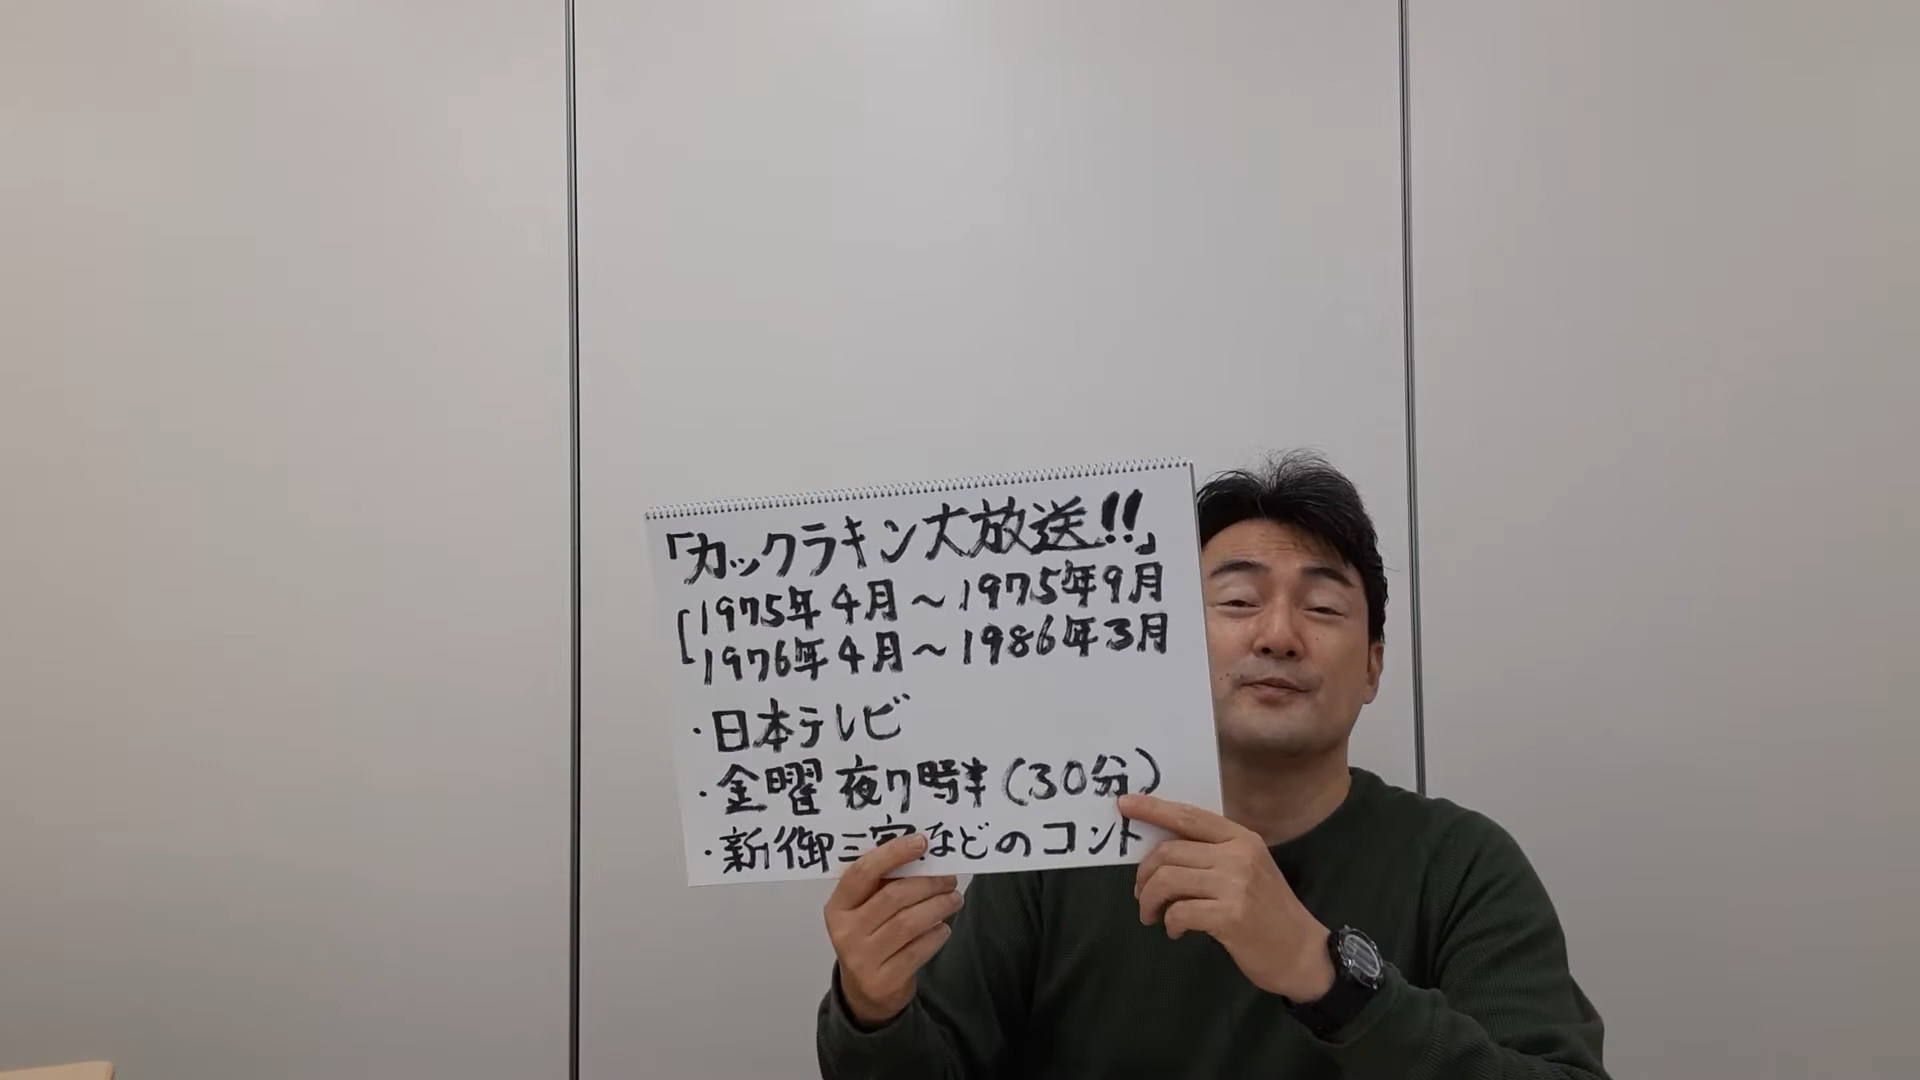 「カックラキン大放送!!」
1975年4月～1975年9月
1976年4月～1986年3月
・日本テレビ
・金曜 夜7時半(30分)
・新御三家などのコント